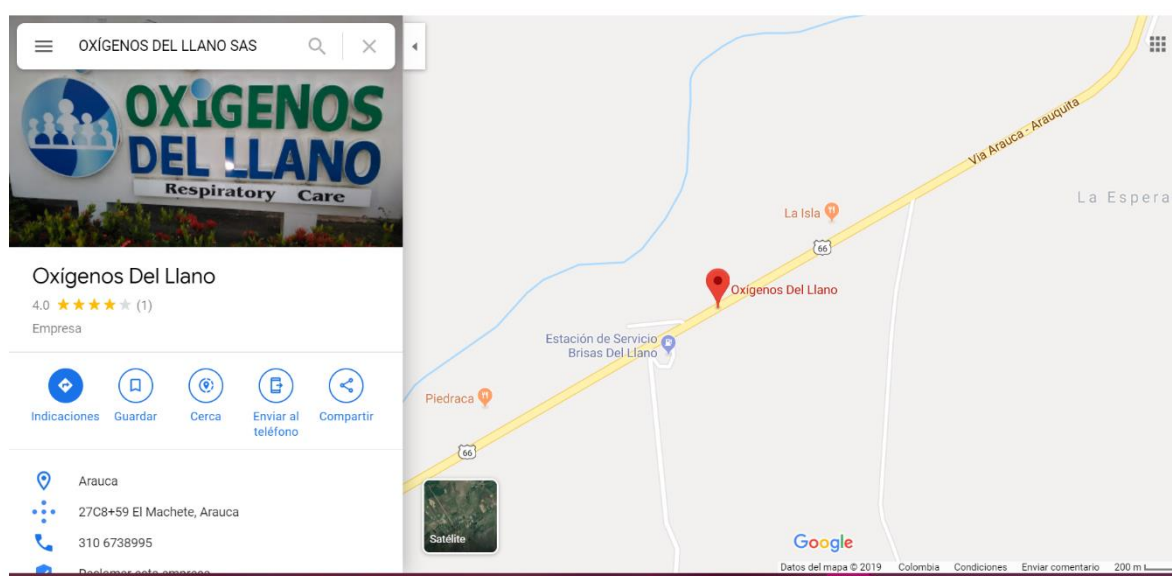 OXÍGENOS DEL LLANO SAS
OXiGENOS
DEL LLANO
Respiratory Care
Oxígenos Del Llano
4.0 (1)
Empresa
Indicaciones
Guardar
Cerca
Enviar al
teléfono
Compartir
Arauca
27C8+59 El Machete, Arauca
310 6738995
Reclamar esta empresa
Via Arauca - Arauquita
La Espera
La Isla
66
Oxígenos Del Llano
Estación de Servicio
Brisas Del Llano
Piedraca
66
Satélite
Google
Datos del mapa © 2019 Colombia Condiciones Enviar comentario 200 m